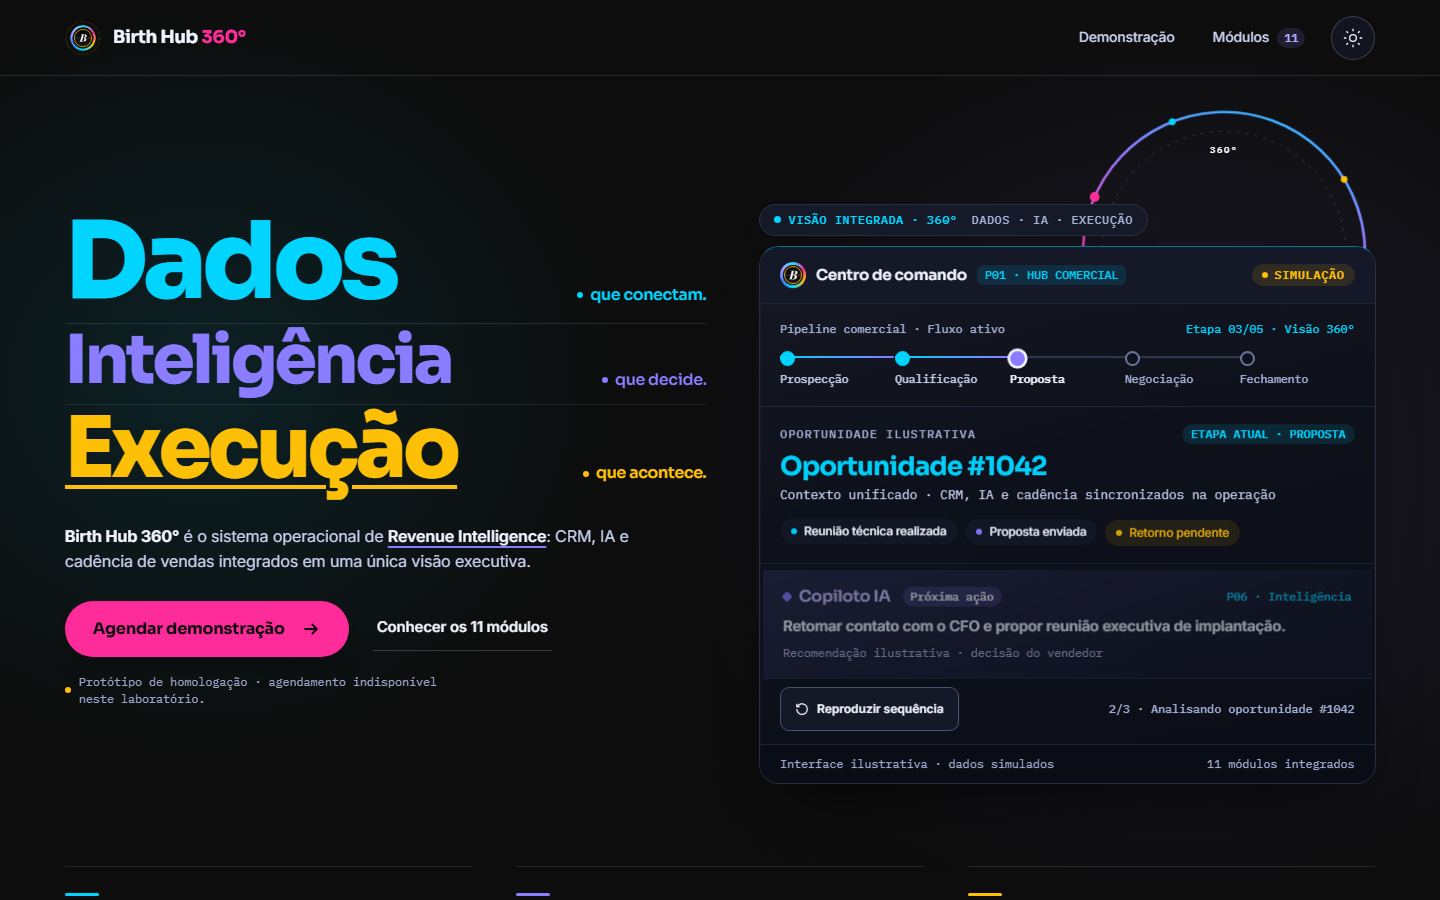 Birth Hub 360°
Demonstração
Módulos 11
360°
Dados
que conectam.
Inteligência
que decide.
Execução
que acontece.
Birth Hub 360° é o sistema operacional de Revenue Intelligence: CRM, IA e
cadência de vendas integrados em uma única visão executiva.
Agendar demonstração →
Conhecer os 11 módulos
Protótipo de homologação · agendamento indisponível
neste laboratório.
VISÃO INTEGRADA · 360° DADOS · IA · EXECUÇÃO
B Centro de comando P01 · HUB COMERCIAL
SIMULAÇÃO
Pipeline comercial · Fluxo ativo
Etapa 03/05 · Visão 360°
Prospecção
Qualificação
Proposta
Negociação
Fechamento
OPORTUNIDADE ILUSTRATIVA
ETAPA ATUAL · PROPOSTA
Oportunidade #1042
Contexto unificado · CRM, IA e cadência sincronizados na operação
Reunião técnica realizada
Proposta enviada
Retorno pendente
Copiloto IA Próxima ação
P06 · Inteligência
Retomar contato com o CFO e propor reunião executiva de implantação.
Recomendação ilustrativa · decisão do vendedor
Reproduzir sequência
2/3 · Analisando oportunidade #1042
Interface ilustrativa · dados simulados
11 módulos integrados